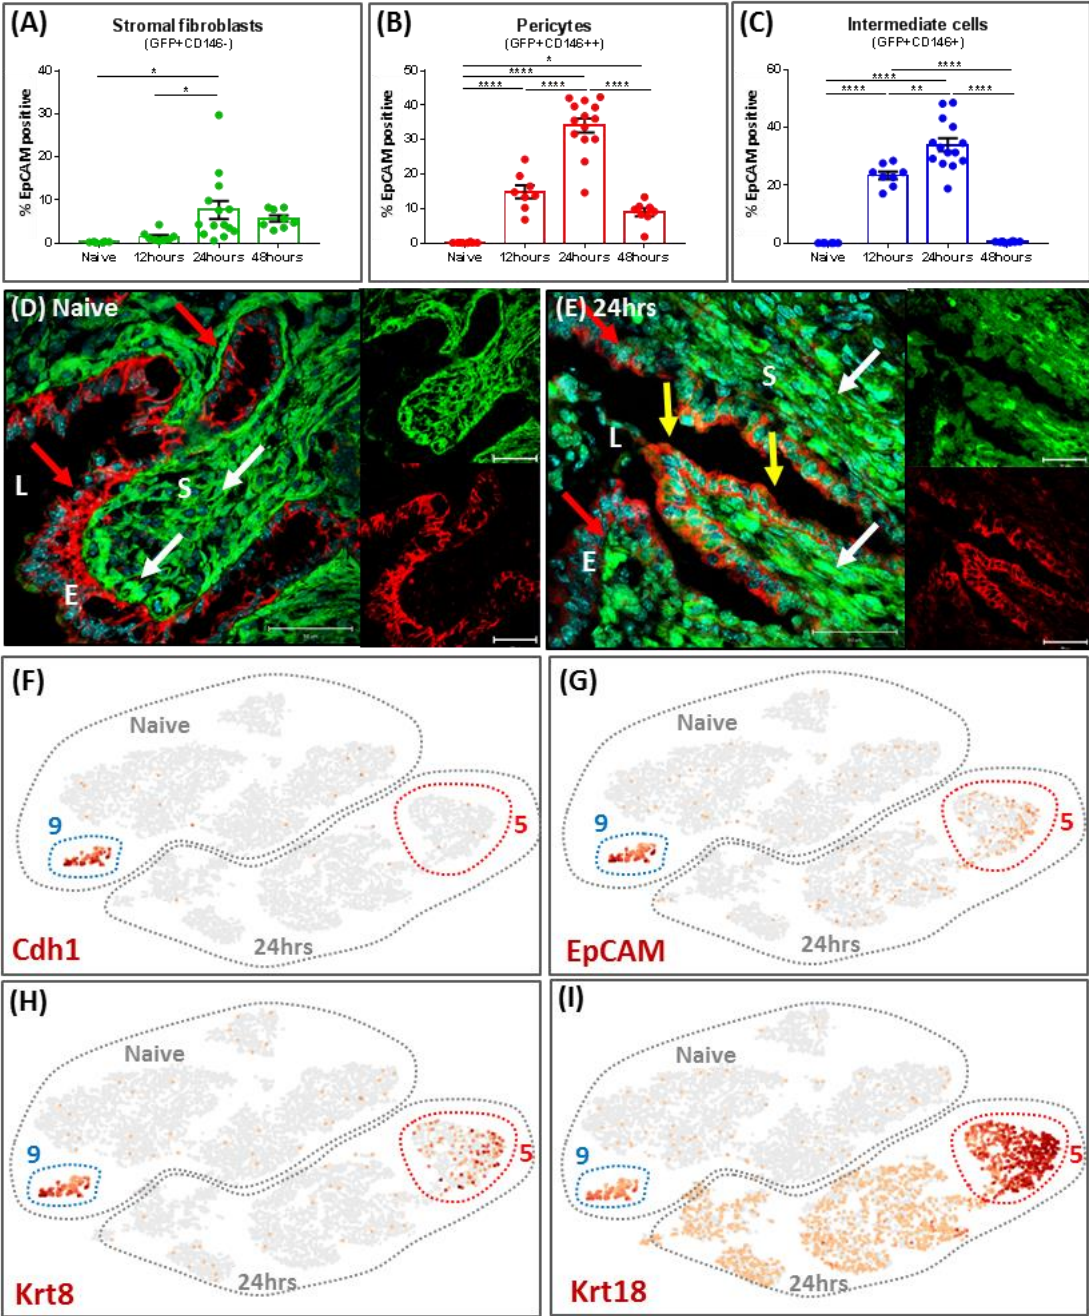 (A)
Stromal fibroblasts
(GFP+CD146-)
*
*
% EpCAM positive
40
30
20
10
0
Naive 12hours 24hours 48hours
(B)
Pericytes
(GFP+CD146++)
*
****
**** **** ****
% EpCAM positive
50
40
30
20
10
0
Naive 12hours 24hours 48hours
(C)
Intermediate cells
(GFP+CD146+)
****
****
**** ** ****
% EpCAM positive
60
40
20
0
Naive 12hours 24hours 48hours
(D) Naive
L
S
E
(E) 24hrs
S
L
E
(F)
Naive
9
5
24hrs
Cdh1
(G)
Naive
9
5
24hrs
EpCAM
(H)
Naive
9
5
24hrs
Krt8
(I)
Naive
9
5
24hrs
Krt18